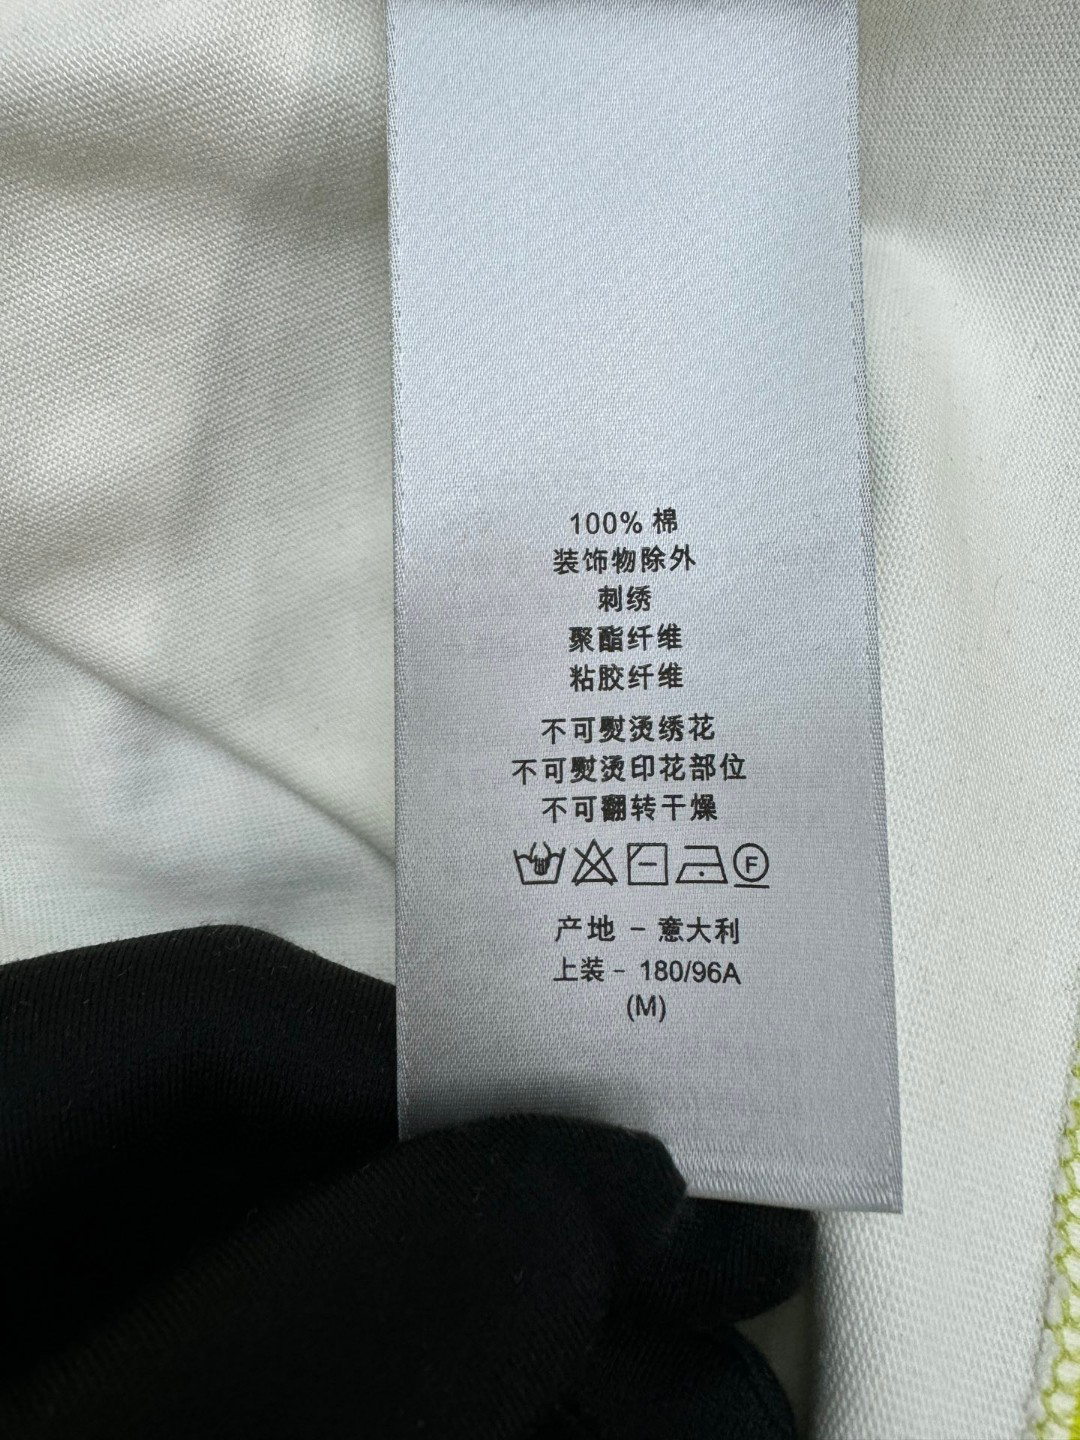 100% 棉
装饰物除外
刺绣
聚酯纤维
粘胶纤维
不可熨烫绣花
不可熨烫印花部位
不可翻转干燥
F
产地 - 意大利
上装 - 180/96A
(M)